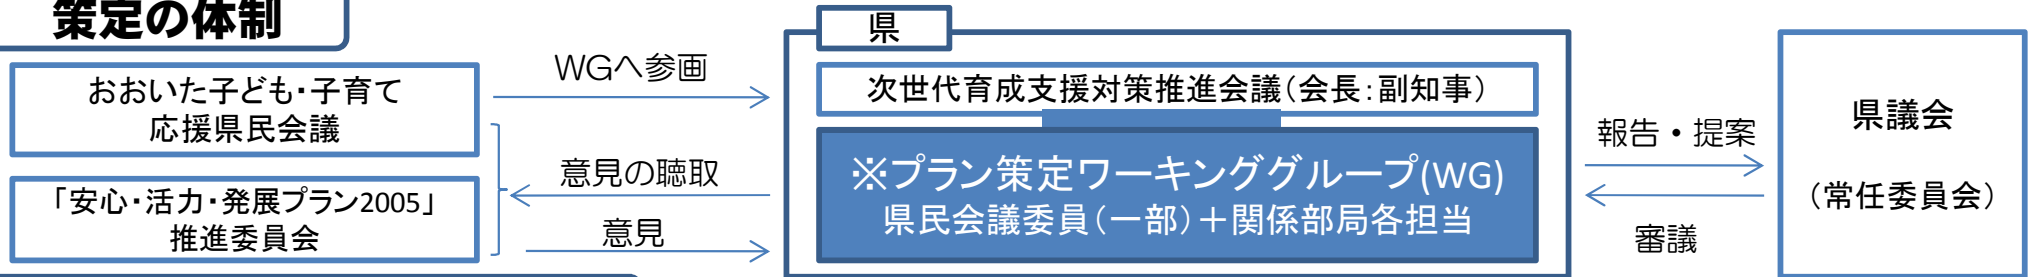 策定の体制
おおいた子ども・子育て
応援県民会議
「安心・活力・発展プラン2005」
推進委員会
WGへ参画
意見の聴取
意見
県
次世代育成支援対策推進会議(会長:副知事)
※プラン策定ワーキンググループ(WG)
県民会議委員(一部)+関係部局各担当
報告・提案
審議
県議会
(常任委員会)